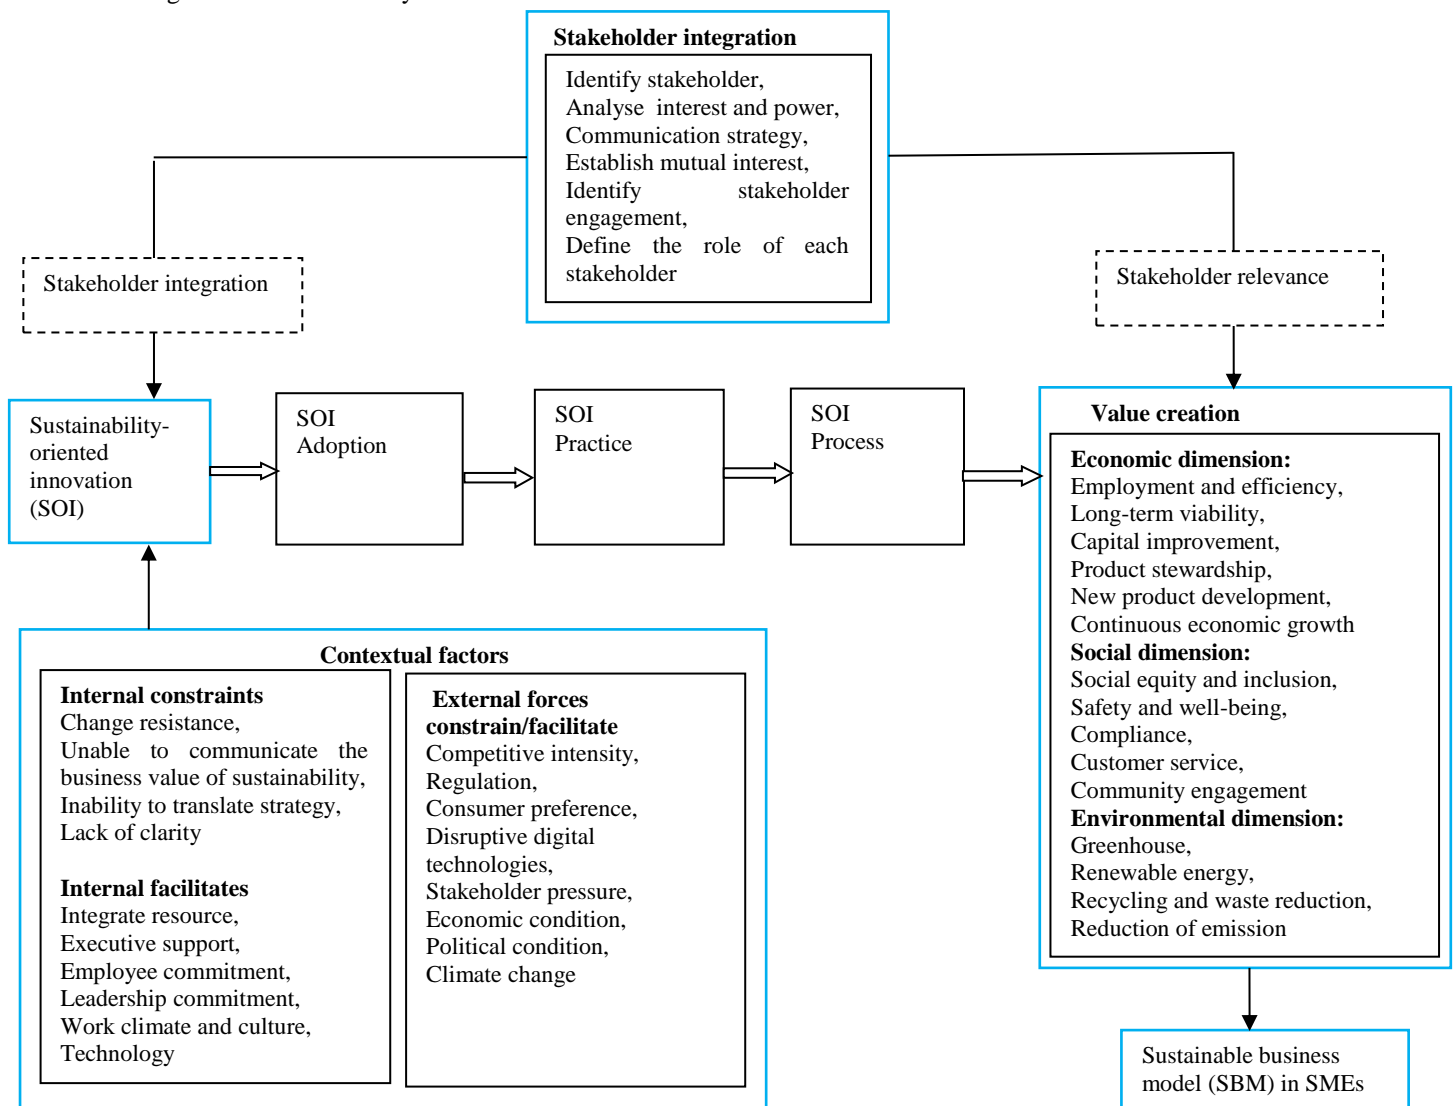 Stakeholder integration
Identify stakeholder,
Analyse interest and power,
Communication strategy,
Establish mutual interest,
Identify stakeholder
engagement,
Define the role of each
stakeholder
Stakeholder integration
Stakeholder relevance
Sustainability-
oriented
innovation
(SOI)
SOI
Adoption
SOI
Practice
SOI
Process
Value creation
Economic dimension:
Employment and efficiency,
Long-term viability,
Capital improvement,
Product stewardship,
New product development,
Continuous economic growth
Social dimension:
Social equity and inclusion,
Safety and well-being,
Compliance,
Customer service,
Community engagement
Environmental dimension:
Greenhouse,
Renewable energy,
Recycling and waste reduction,
Reduction of emission
Contextual factors
Internal constraints
Change resistance,
Unable to communicate the
business value of sustainability,
Inability to translate strategy,
Lack of clarity
Internal facilitates
Integrate resource,
Executive support,
Employee commitment,
Leadership commitment,
Work climate and culture,
Technology
External forces
constrain/facilitate
Competitive intensity,
Regulation,
Consumer preference,
Disruptive digital
technologies,
Stakeholder pressure,
Economic condition,
Political condition,
Climate change
Sustainable business
model (SBM) in SMEs